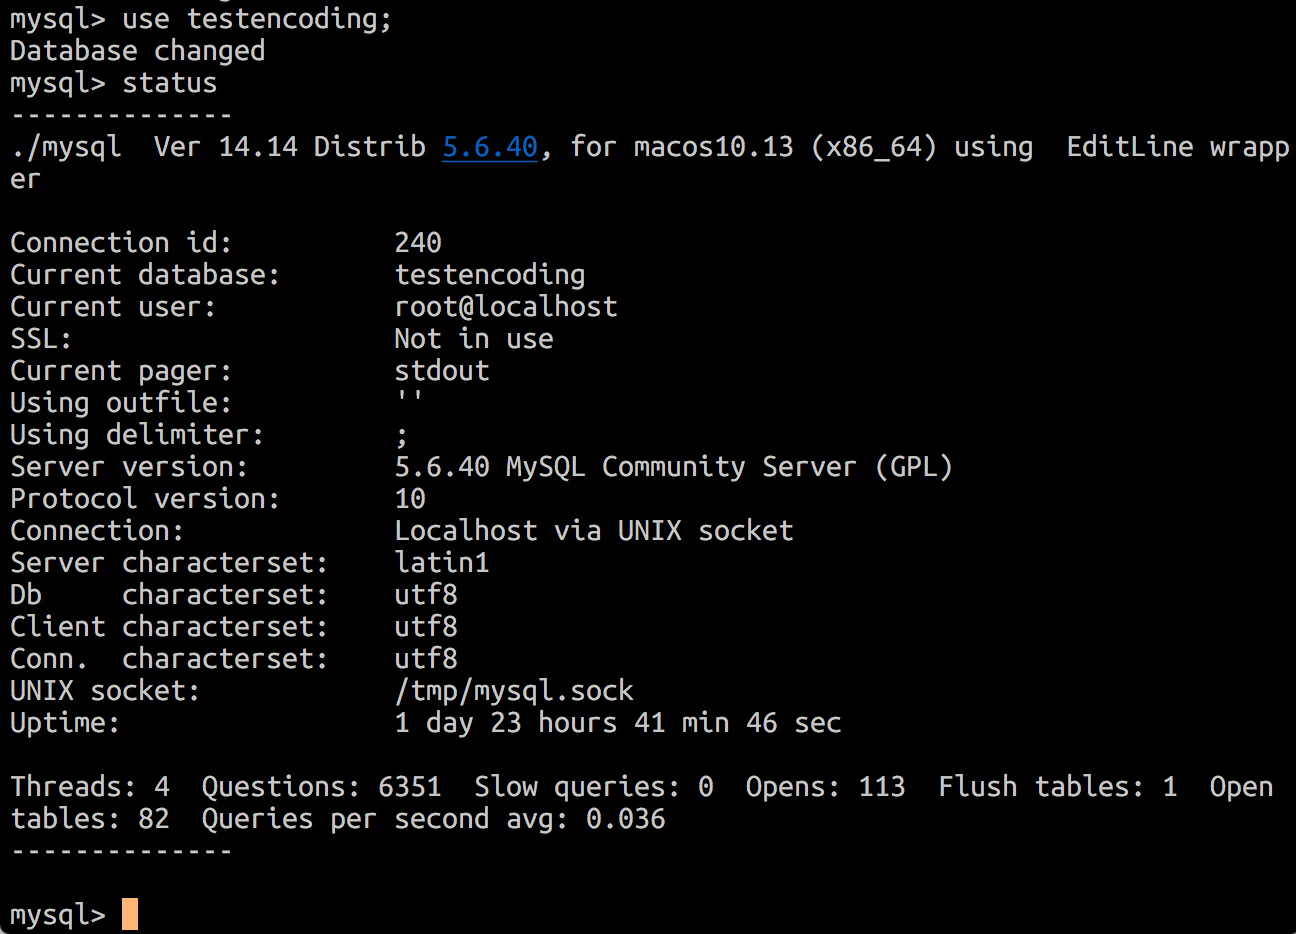 mysql> use testencoding;
Database changed
mysql> status
--------------
./mysql  Ver 14.14 Distrib 5.6.40, for macos10.13 (x86_64) using  EditLine wrapp
er

Connection id:          240
Current database:       testencoding
Current user:           root@localhost
SSL:                    Not in use
Current pager:          stdout
Using outfile:          ''
Using delimiter:        ;
Server version:         5.6.40 MySQL Community Server (GPL)
Protocol version:       10
Connection:             Localhost via UNIX socket
Server characterset:    latin1
Db     characterset:    utf8
Client characterset:    utf8
Conn.  characterset:    utf8
UNIX socket:            /tmp/mysql.sock
Uptime:                 1 day 23 hours 41 min 46 sec

Threads: 4  Questions: 6351  Slow queries: 0  Opens: 113  Flush tables: 1  Open
tables: 82  Queries per second avg: 0.036
--------------

mysql>